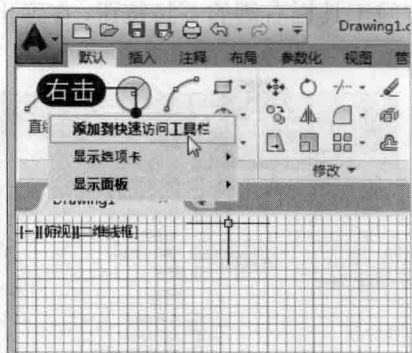 Drawing1.d
默认 插入 注释 布局 参数化 视图 管
右击
直线
添加到快速访问工具栏
显示选项卡
修改
显示面板
Drawing1
[-][俯视][二维线框]